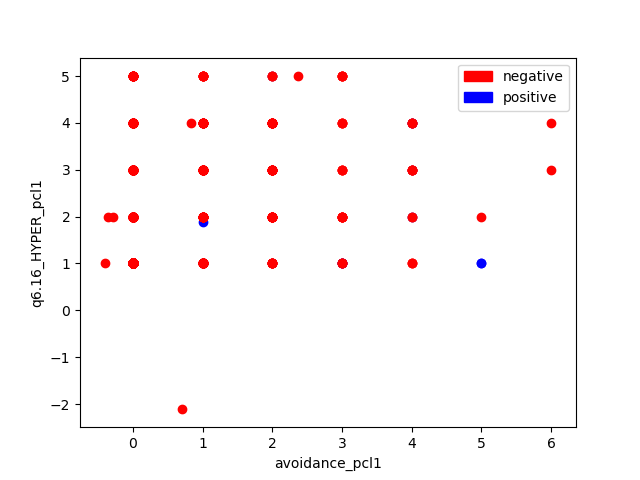 negative
positive
5
4
3
2
1
0
−1
−2
q6.16_HYPER_pcl1
0 1 2 3 4 5 6
avoidance_pcl1